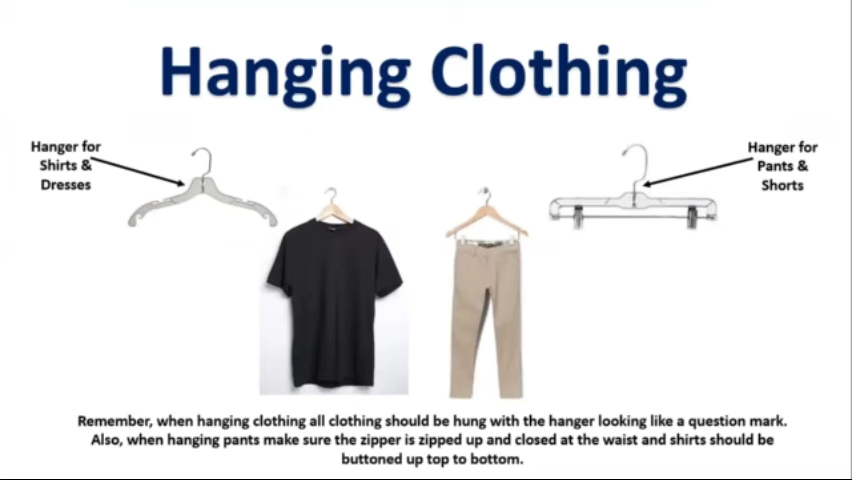 Hanging Clothing
Hanger for
Shirts &
Dresses
Hanger for
Pants &
Shorts
Remember, when hanging clothing all clothing should be hung with the hanger looking like a question mark.
Also, when hanging pants make sure the zipper is zipped up and closed at the waist and shirts should be
buttoned up top to bottom.